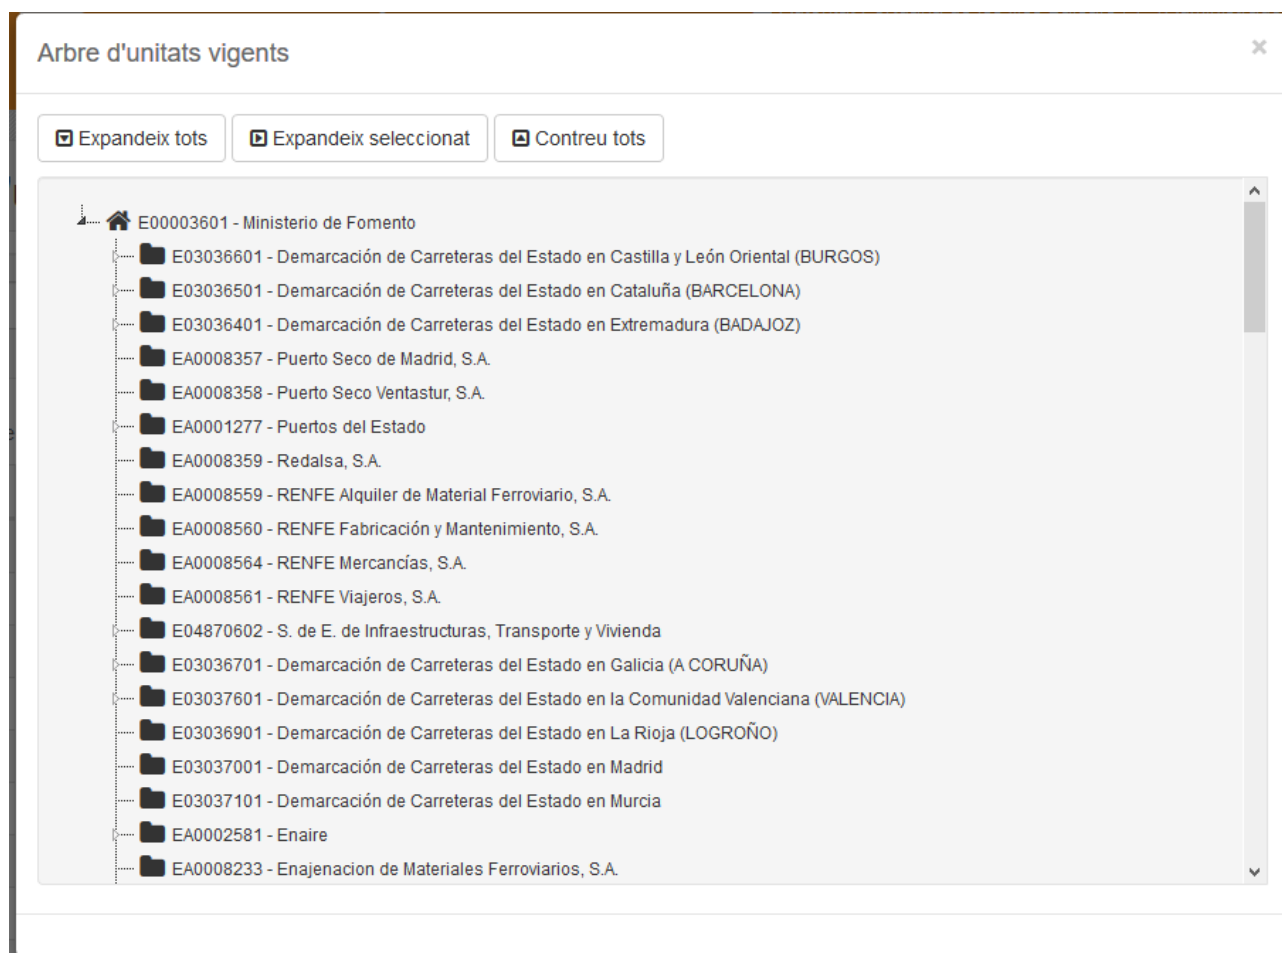 Arbre d'unitats vigents
×
Expandeix tots
Expandeix seleccionat
Contreu tots
E00003601 - Ministerio de Fomento
E03036601 - Demarcación de Carreteras del Estado en Castilla y León Oriental (BURGOS)
E03036501 - Demarcación de Carreteras del Estado en Cataluña (BARCELONA)
E03036401 - Demarcación de Carreteras del Estado en Extremadura (BADAJOZ)
EA0008357 - Puerto Seco de Madrid, S.A.
EA0008358 - Puerto Seco Ventastur, S.A.
EA0001277 - Puertos del Estado
EA0008359 - Redalsa, S.A.
EA0008559 - RENFE Alquiler de Material Ferroviario, S.A.
EA0008560 - RENFE Fabricación y Mantenimiento, S.A.
EA0008564 - RENFE Mercancías, S.A.
EA0008561 - RENFE Viajeros, S.A.
E04870602 - S. de E. de Infraestructuras, Transporte y Vivienda
E03036701 - Demarcación de Carreteras del Estado en Galicia (A CORUÑA)
E03037601 - Demarcación de Carreteras del Estado en la Comunidad Valenciana (VALENCIA)
E03036901 - Demarcación de Carreteras del Estado en La Rioja (LOGROÑO)
E03037001 - Demarcación de Carreteras del Estado en Madrid
E03037101 - Demarcación de Carreteras del Estado en Murcia
EA0002581 - Enaire
EA0008233 - Enajenacion de Materiales Ferroviarios, S.A.